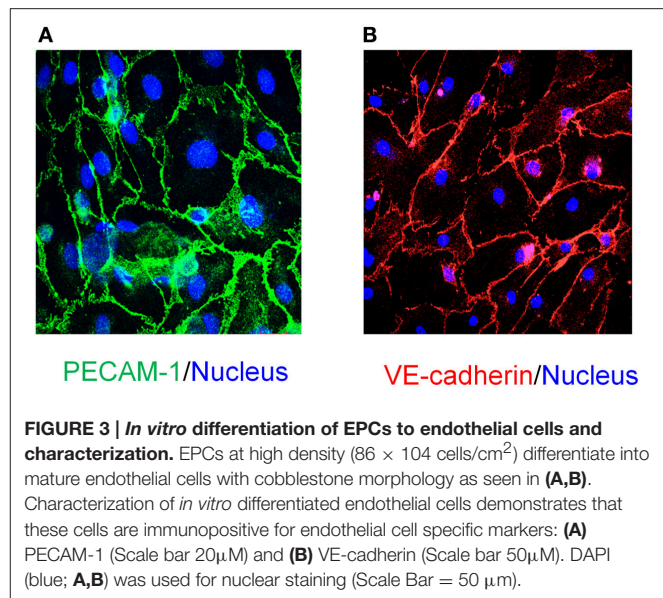 A
B
PECAM-1/Nucleus
VE-cadherin/Nucleus
FIGURE 3 | In vitro differentiation of EPCs to endothelial cells and
characterization. EPCs at high density (86 × 104 cells/cm²) differentiate into
mature endothelial cells with cobblestone morphology as seen in (A,B).
Characterization of in vitro differentiated endothelial cells demonstrates that
these cells are immunopositive for endothelial cell specific markers: (A)
PECAM-1 (Scale bar 20μM) and (B) VE-cadherin (Scale bar 50μM). DAPI
(blue; A,B) was used for nuclear staining (Scale Bar = 50 μm).